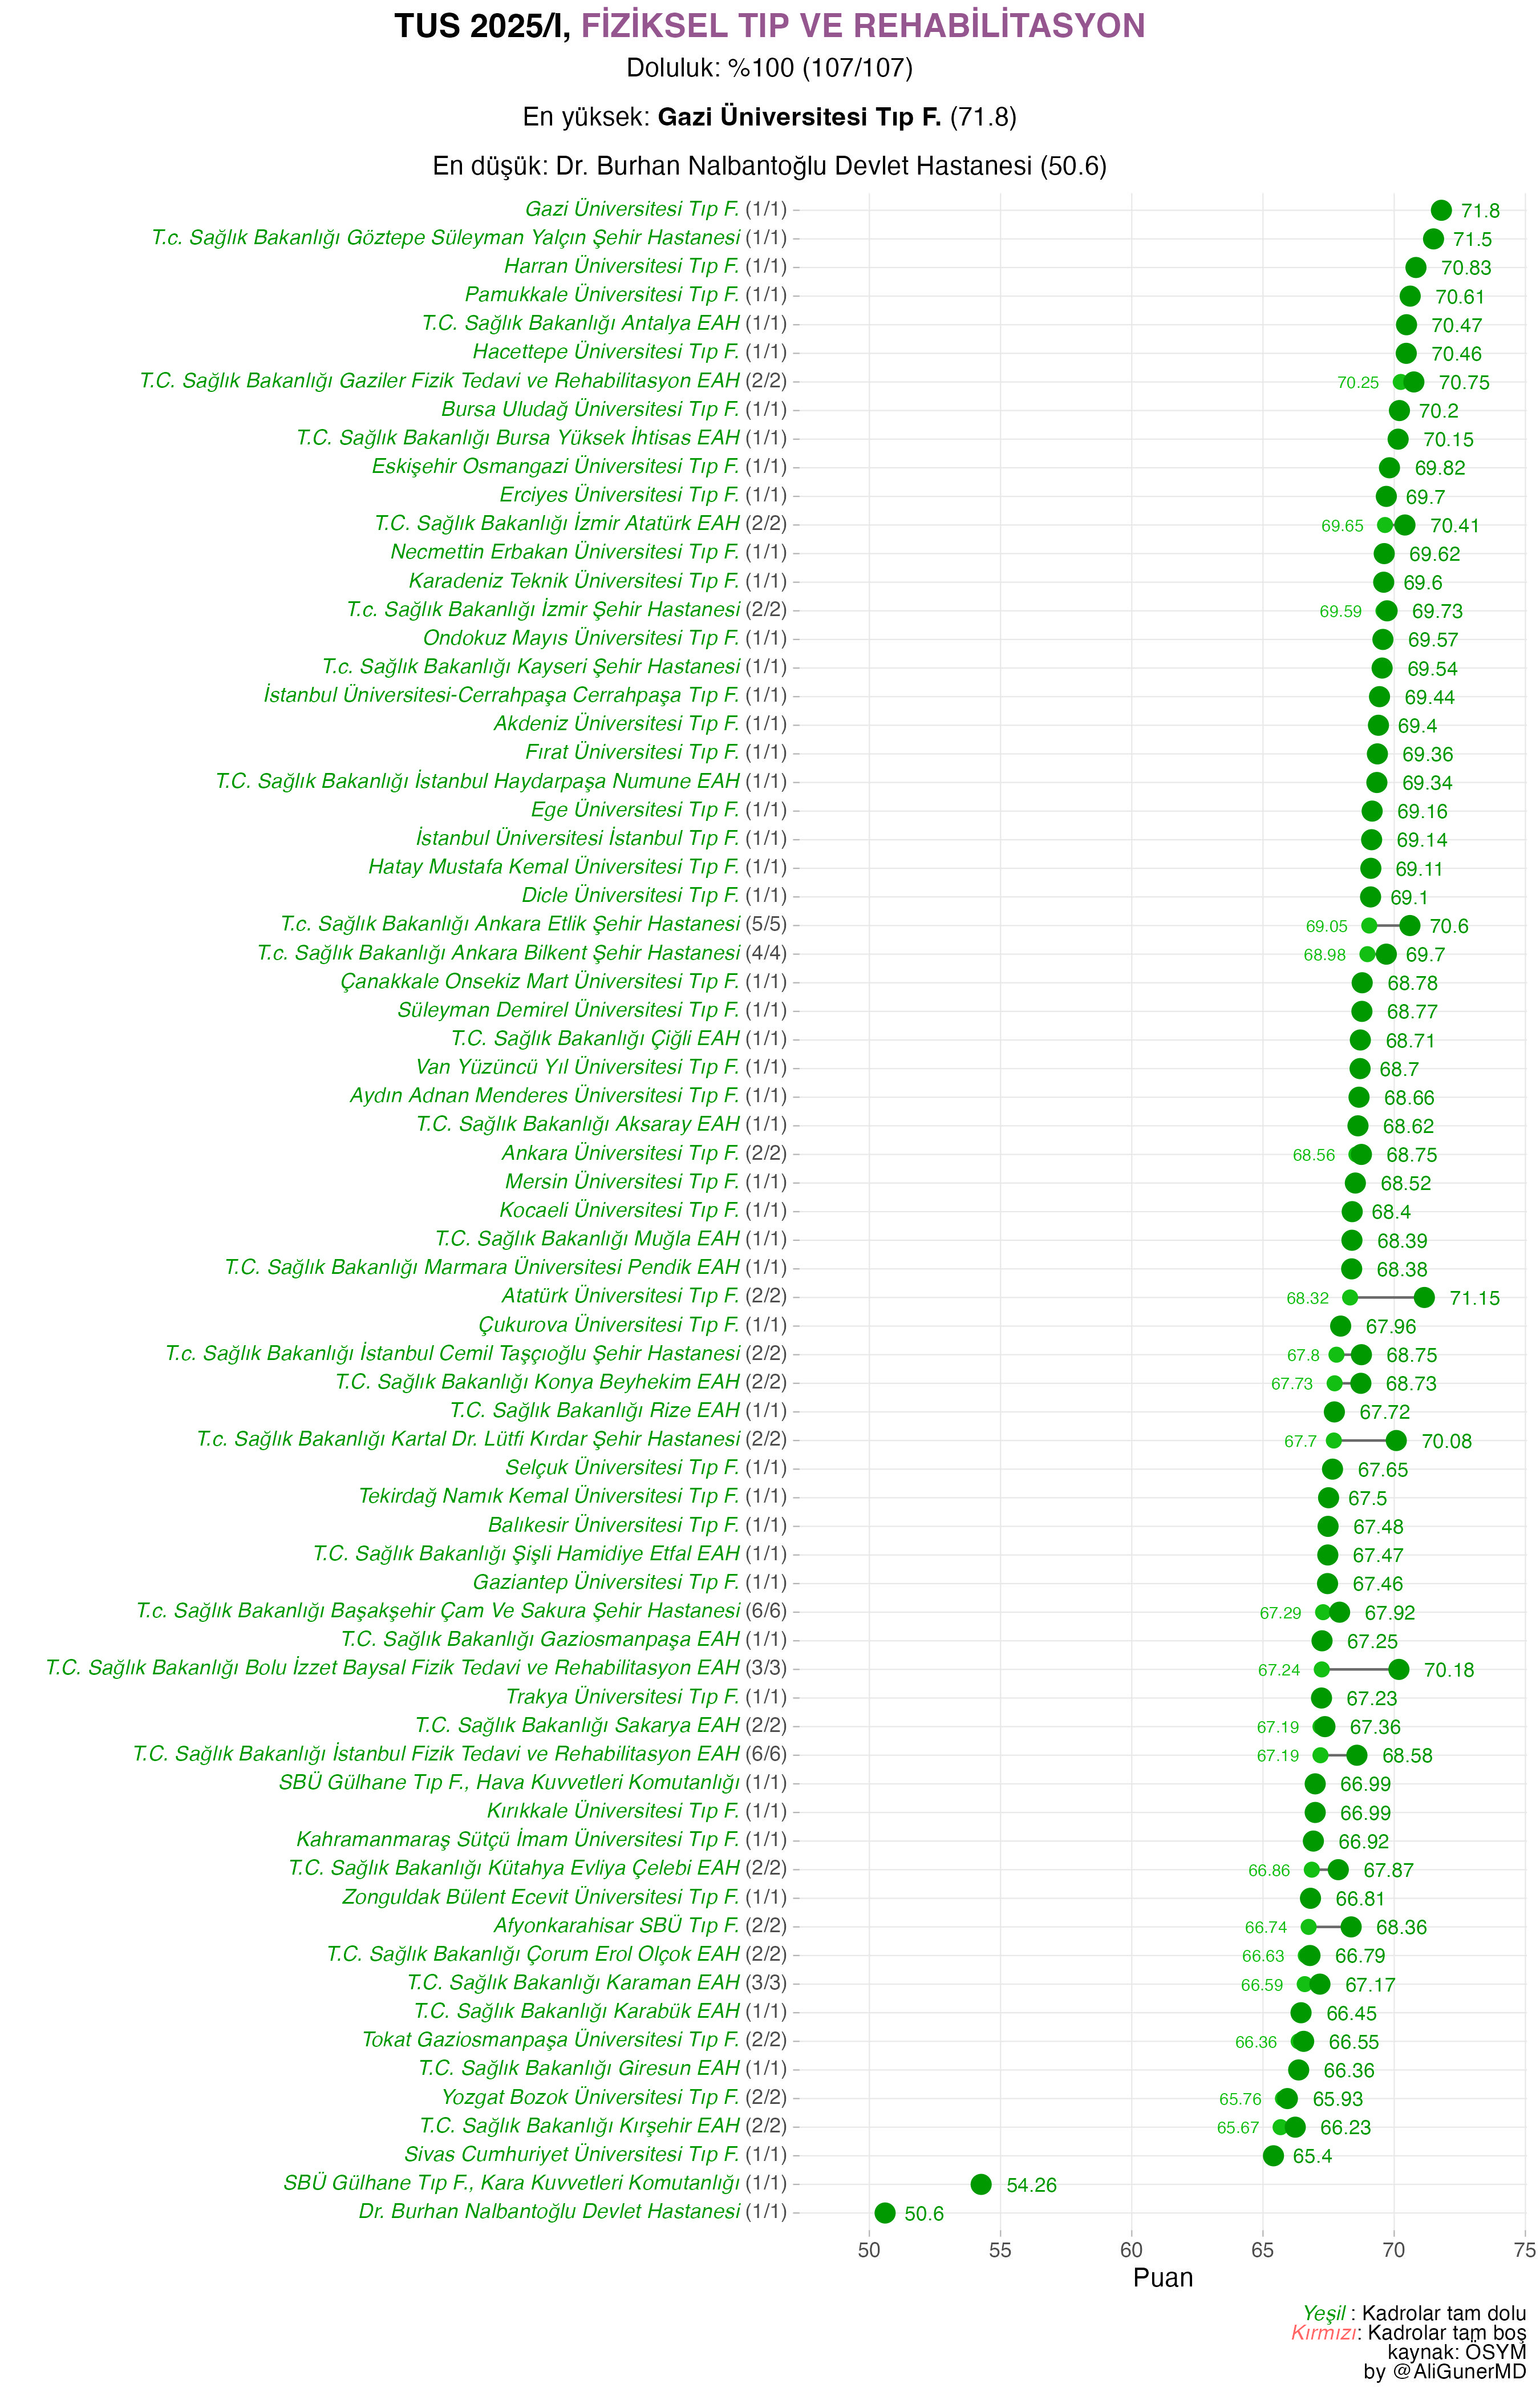 TUS 2025/I, FİZİKSEL TIP VE REHABİLİTASYON
Doluluk: %100 (107/107)
En yüksek: Gazi Üniversitesi Tıp F. (71.8)
En düşük: Dr. Burhan Nalbantoğlu Devlet Hastanesi (50.6)
Gazi Üniversitesi Tıp F. (1/1) 71.8
T.c. Sağlık Bakanlığı Göztepe Süleyman Yalçın Şehir Hastanesi (1/1) 71.5
Harran Üniversitesi Tıp F. (1/1) 70.83
Pamukkale Üniversitesi Tıp F. (1/1) 70.61
T.C. Sağlık Bakanlığı Antalya EAH (1/1) 70.47
Hacettepe Üniversitesi Tıp F. (1/1) 70.46
T.C. Sağlık Bakanlığı Gaziler Fizik Tedavi ve Rehabilitasyon EAH (2/2) 70.25 70.75
Bursa Uludağ Üniversitesi Tıp F. (1/1) 70.2
T.C. Sağlık Bakanlığı Bursa Yüksek İhtisas EAH (1/1) 70.15
Eskişehir Osmangazi Üniversitesi Tıp F. (1/1) 69.82
Erciyes Üniversitesi Tıp F. (1/1) 69.7
T.C. Sağlık Bakanlığı İzmir Atatürk EAH (2/2) 69.65 70.41
Necmettin Erbakan Üniversitesi Tıp F. (1/1) 69.62
Karadeniz Teknik Üniversitesi Tıp F. (1/1) 69.6
T.c. Sağlık Bakanlığı İzmir Şehir Hastanesi (2/2) 69.59 69.73
Ondokuz Mayıs Üniversitesi Tıp F. (1/1) 69.57
T.c. Sağlık Bakanlığı Kayseri Şehir Hastanesi (1/1) 69.54
İstanbul Üniversitesi-Cerrahpaşa Cerrahpaşa Tıp F. (1/1) 69.44
Akdeniz Üniversitesi Tıp F. (1/1) 69.4
Fırat Üniversitesi Tıp F. (1/1) 69.36
T.C. Sağlık Bakanlığı İstanbul Haydarpaşa Numune EAH (1/1) 69.34
Ege Üniversitesi Tıp F. (1/1) 69.16
İstanbul Üniversitesi İstanbul Tıp F. (1/1) 69.14
Hatay Mustafa Kemal Üniversitesi Tıp F. (1/1) 69.11
Dicle Üniversitesi Tıp F. (1/1) 69.1
T.c. Sağlık Bakanlığı Ankara Etlik Şehir Hastanesi (5/5) 69.05 70.6
T.c. Sağlık Bakanlığı Ankara Bilkent Şehir Hastanesi (4/4) 68.98 69.7
Çanakkale Onsekiz Mart Üniversitesi Tıp F. (1/1) 68.78
Süleyman Demirel Üniversitesi Tıp F. (1/1) 68.77
T.C. Sağlık Bakanlığı Çiğli EAH (1/1) 68.71
Van Yüzüncü Yıl Üniversitesi Tıp F. (1/1) 68.7
Aydın Adnan Menderes Üniversitesi Tıp F. (1/1) 68.66
T.C. Sağlık Bakanlığı Aksaray EAH (1/1) 68.62
Ankara Üniversitesi Tıp F. (2/2) 68.56 68.75
Mersin Üniversitesi Tıp F. (1/1) 68.52
Kocaeli Üniversitesi Tıp F. (1/1) 68.4
T.C. Sağlık Bakanlığı Muğla EAH (1/1) 68.39
T.C. Sağlık Bakanlığı Marmara Üniversitesi Pendik EAH (1/1) 68.38
Atatürk Üniversitesi Tıp F. (2/2) 68.32 71.15
Çukurova Üniversitesi Tıp F. (1/1) 67.96
T.c. Sağlık Bakanlığı İstanbul Cemil Taşçıoğlu Şehir Hastanesi (2/2) 67.8 68.75
T.C. Sağlık Bakanlığı Konya Beyhekim EAH (2/2) 67.73 68.73
T.C. Sağlık Bakanlığı Rize EAH (1/1) 67.72
T.c. Sağlık Bakanlığı Kartal Dr. Lütfi Kırdar Şehir Hastanesi (2/2) 67.7 70.08
Selçuk Üniversitesi Tıp F. (1/1) 67.65
Tekirdağ Namık Kemal Üniversitesi Tıp F. (1/1) 67.5
Balıkesir Üniversitesi Tıp F. (1/1) 67.48
T.C. Sağlık Bakanlığı Şişli Hamidiye Etfal EAH (1/1) 67.47
Gaziantep Üniversitesi Tıp F. (1/1) 67.46
T.c. Sağlık Bakanlığı Başakşehir Çam Ve Sakura Şehir Hastanesi (6/6) 67.29 67.92
T.C. Sağlık Bakanlığı Gaziosmanpaşa EAH (1/1) 67.25
T.C. Sağlık Bakanlığı Bolu İzzet Baysal Fizik Tedavi ve Rehabilitasyon EAH (3/3) 67.24 70.18
Trakya Üniversitesi Tıp F. (1/1) 67.23
T.C. Sağlık Bakanlığı Sakarya EAH (2/2) 67.19 67.36
T.C. Sağlık Bakanlığı İstanbul Fizik Tedavi ve Rehabilitasyon EAH (6/6) 67.19 68.58
SBÜ Gülhane Tıp F., Hava Kuvvetleri Komutanlığı (1/1) 66.99
Kırıkkale Üniversitesi Tıp F. (1/1) 66.99
Kahramanmaraş Sütçü İmam Üniversitesi Tıp F. (1/1) 66.92
T.C. Sağlık Bakanlığı Kütahya Evliya Çelebi EAH (2/2) 66.86 67.87
Zonguldak Bülent Ecevit Üniversitesi Tıp F. (1/1) 66.81
Afyonkarahisar SBÜ Tıp F. (2/2) 66.74 68.36
T.C. Sağlık Bakanlığı Çorum Erol Olçok EAH (2/2) 66.63 66.79
T.C. Sağlık Bakanlığı Karaman EAH (3/3) 66.59 67.17
T.C. Sağlık Bakanlığı Karabük EAH (1/1) 66.45
Tokat Gaziosmanpaşa Üniversitesi Tıp F. (2/2) 66.36 66.55
T.C. Sağlık Bakanlığı Giresun EAH (1/1) 66.36
Yozgat Bozok Üniversitesi Tıp F. (2/2) 65.76 65.93
T.C. Sağlık Bakanlığı Kırşehir EAH (2/2) 65.67 66.23
Sivas Cumhuriyet Üniversitesi Tıp F. (1/1) 65.4
SBÜ Gülhane Tıp F., Kara Kuvvetleri Komutanlığı (1/1) 54.26
Dr. Burhan Nalbantoğlu Devlet Hastanesi (1/1) 50.6
50 55 60 65 70 75
Puan
Yeşil : Kadrolar tam dolu
Kırmızı: Kadrolar tam boş
kaynak: ÖSYM
by @AliGunerMD